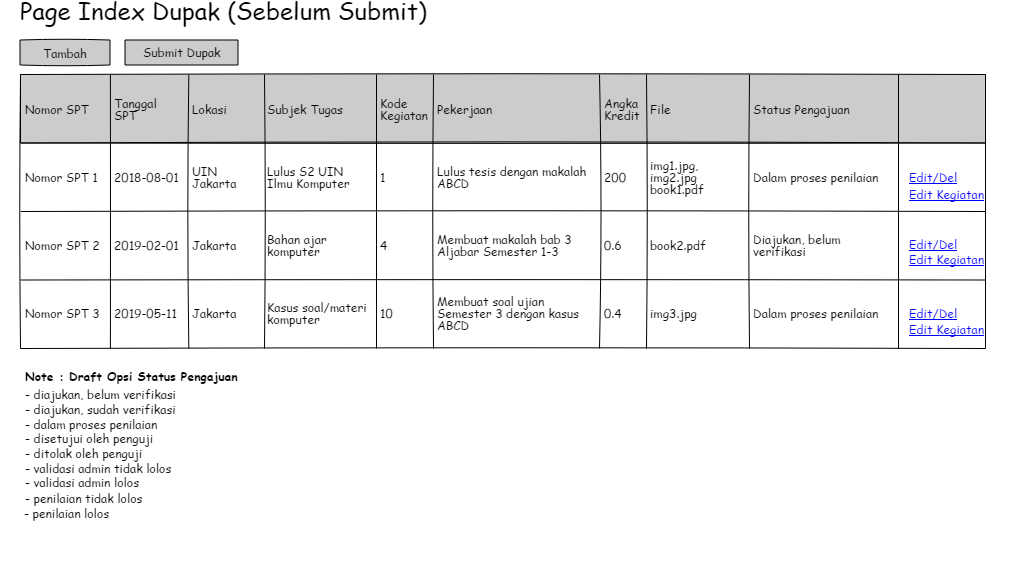 Page Index Dupak (Sebelum Submit)
Tambah
Submit Dupak
Nomor SPT
Tanggal
SPT
Lokasi
Subjek Tugas
Kode
Kegiatan
Pekerjaan
Angka
Kredit
File
Status Pengajuan
Nomor SPT 1
2018-08-01
UIN
Jakarta
Lulus S2 UIN
Ilmu Komputer
1
Lulus tesis dengan makalah
ABCD
200
img1.jpg,
img2.jpg
book1.pdf
Dalam proses penilaian
Edit/Del
Edit Kegiatan
Nomor SPT 2
2019-02-01
Jakarta
Bahan ajar
komputer
4
Membuat makalah bab 3
Aljabar Semester 1-3
0.6
book2.pdf
Diajukan, belum
verifikasi
Edit/Del
Edit Kegiatan
Nomor SPT 3
2019-05-11
Jakarta
Kasus soal/materi
komputer
10
Membuat soal ujian
Semester 3 dengan kasus
ABCD
0.4
img3.jpg
Dalam proses penilaian
Edit/Del
Edit Kegiatan
Note : Draft Opsi Status Pengajuan
- diajukan, belum verifikasi
- diajukan, sudah verifikasi
- dalam proses penilaian
- disetujui oleh penguji
- ditolak oleh penguji
- validasi admin tidak lolos
- validasi admin lolos
- penilaian tidak lolos
- penilaian lolos